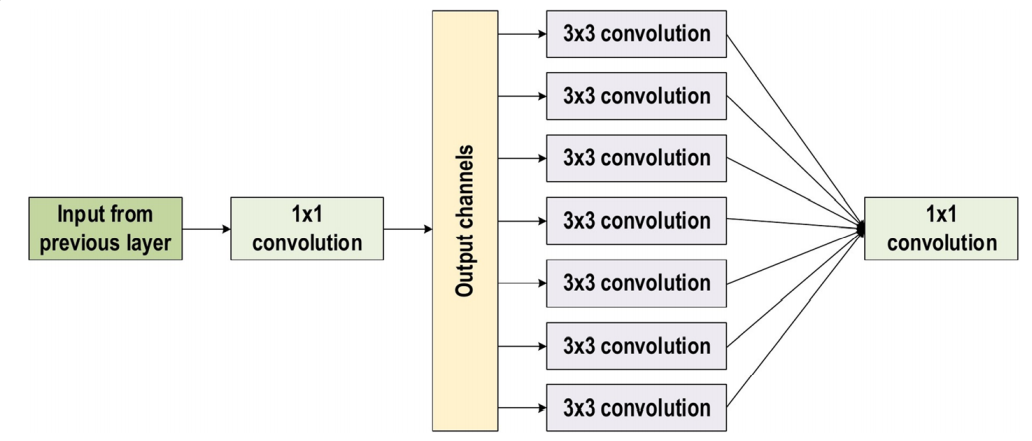 Input from
previous layer
1x1
convolution
Output channels
3x3 convolution
3x3 convolution
3x3 convolution
3x3 convolution
3x3 convolution
3x3 convolution
3x3 convolution
1x1
convolution